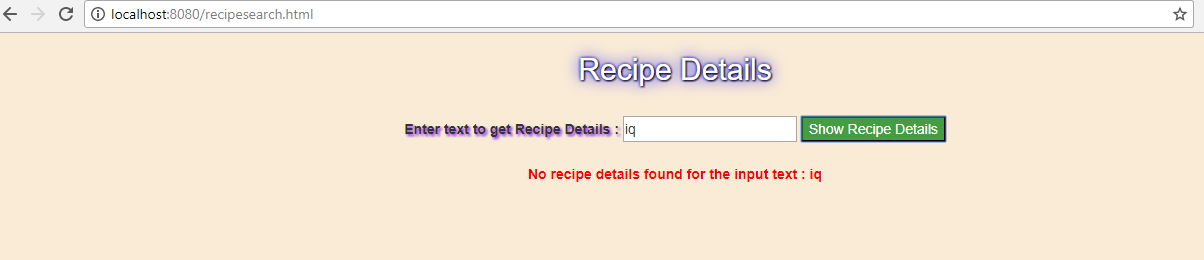 localhost:8080/recipesearch.html
Recipe Details
Enter text to get Recipe Details : iq Show Recipe Details
No recipe details found for the input text : iq